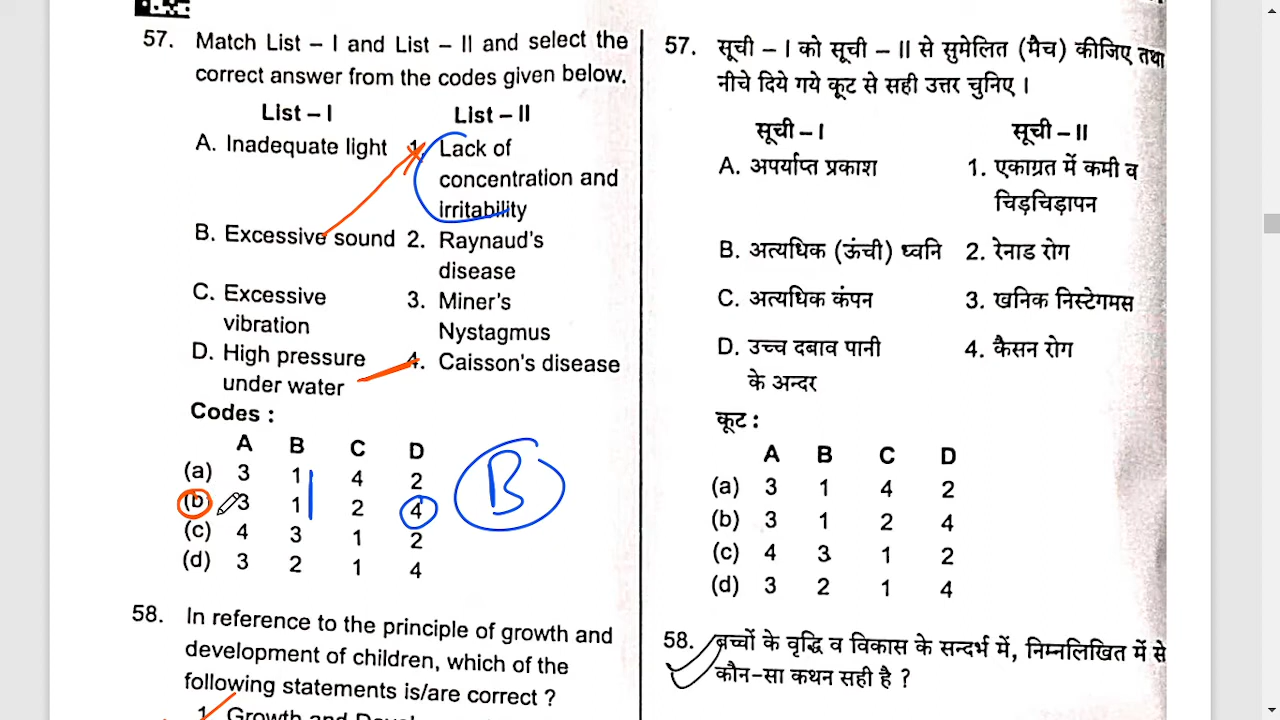 57. Match List – I and List – II and select the
correct answer from the codes given below.
List – I List – II
A. Inadequate light 1. Lack of
concentration and
irritability
B. Excessive sound 2. Raynaud's
disease
C. Excessive 3. Miner's
vibration Nystagmus
D. High pressure 4. Caisson's disease
under water
Codes :
A B C D
(a) 3 1 4 2
(b) 3 1 2 4
(c) 4 3 1 2
(d) 3 2 1 4
B
58. In reference to the principle of growth and
development of children, which of the
following statements is/are correct ?
1. Growth and
57. सूची – I को सूची – II से सुमेलित (मैच) कीजिए तथा
नीचे दिये गये कूट से सही उत्तर चुनिए ।
सूची – I सूची – II
A. अपर्याप्त प्रकाश 1. एकाग्रत में कमी व
चिड़चिड़ापन
B. अत्यधिक (ऊंची) ध्वनि 2. रेनाड रोग
C. अत्यधिक कंपन 3. खनिक निस्टेगमस
D. उच्च दबाव पानी 4. कैसन रोग
के अन्दर
कूट :
A B C D
(a) 3 1 4 2
(b) 3 1 2 4
(c) 4 3 1 2
(d) 3 2 1 4
58. बच्चों के वृद्धि व विकास के सन्दर्भ में, निम्नलिखित में से
कौन-सा कथन सही है ?